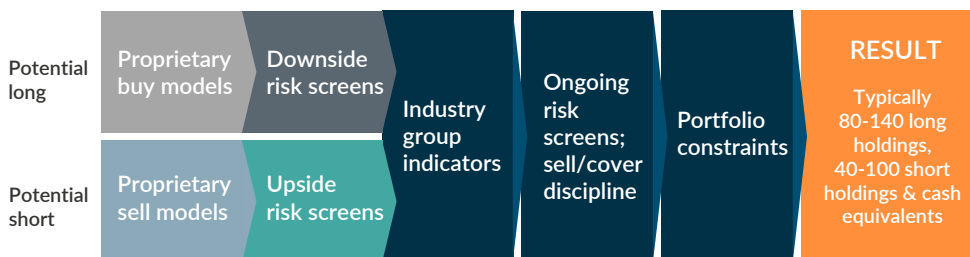 Potential
long
Proprietary
buy models
Downside
risk screens
Potential
short
Proprietary
sell models
Upside
risk screens
Industry
group
indicators
Ongoing
risk
screens;
sell/cover
discipline
Portfolio
constraints
RESULT
Typically
80-140 long
holdings,
40-100 short
holdings & cash
equivalents